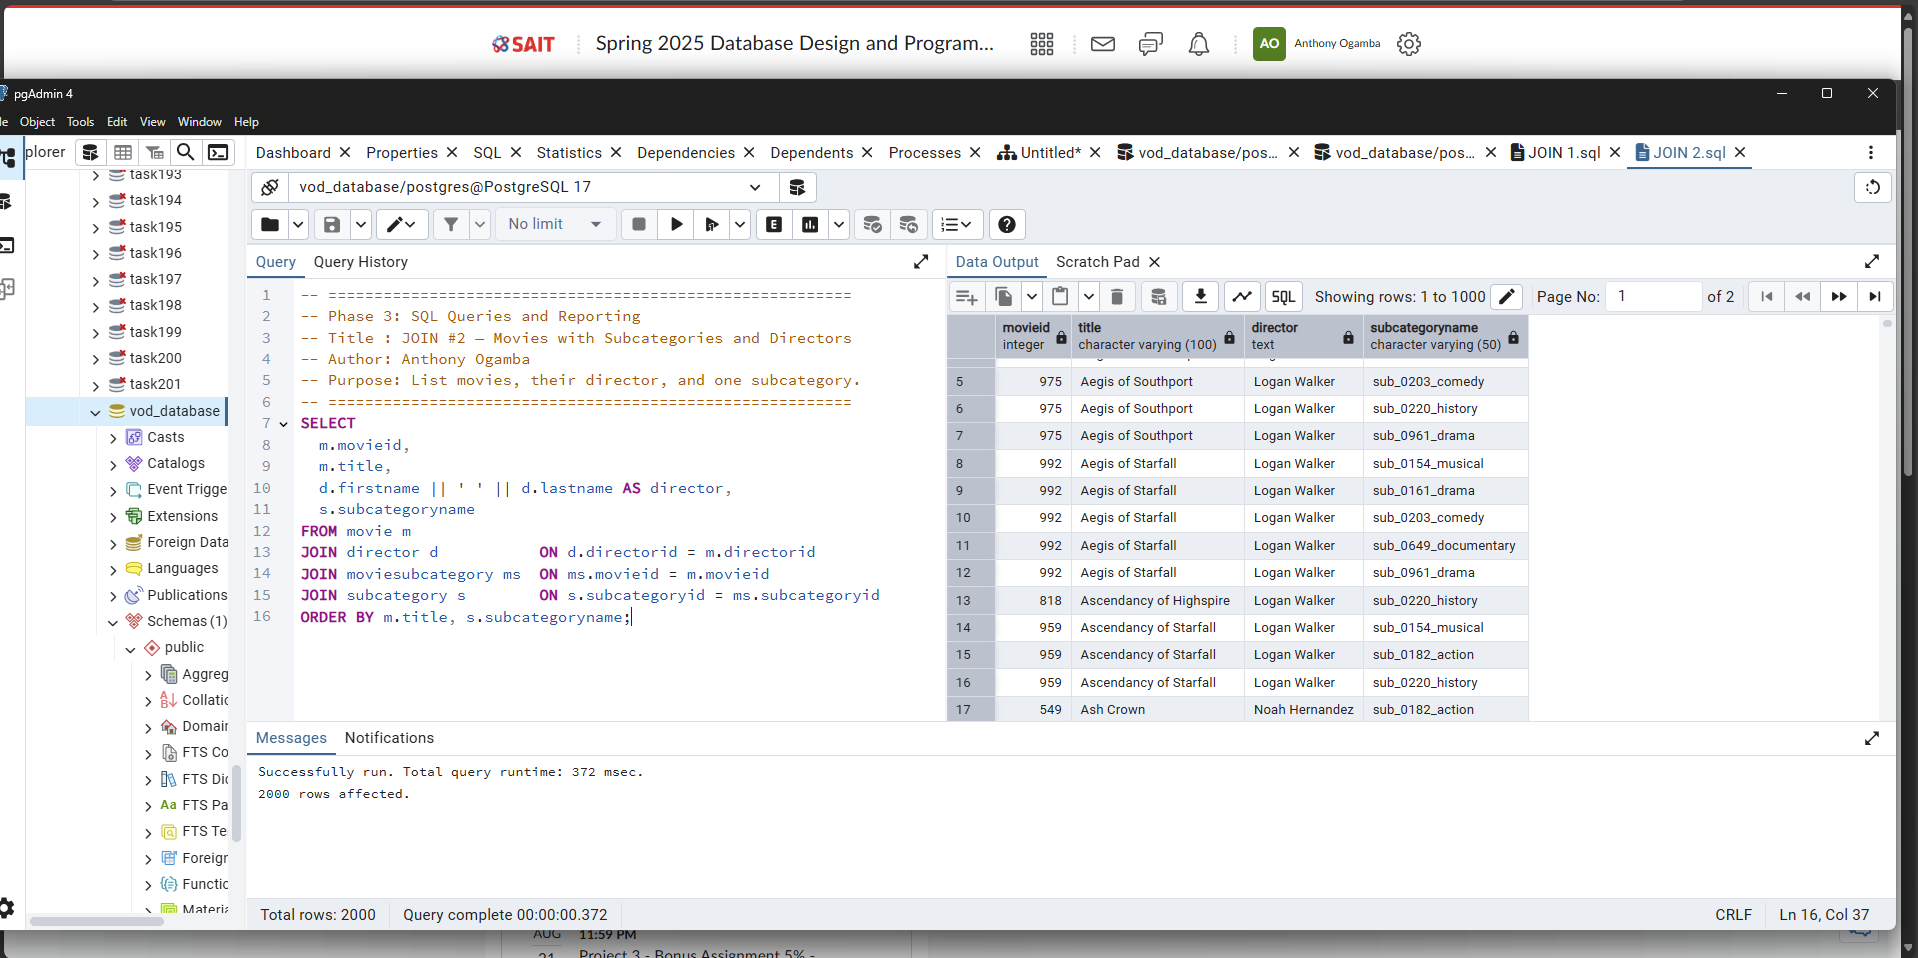 SAIT
Spring 2025 Database Design and Program...
AO
Anthony Ogamba
pgAdmin 4
Object Tools Edit View Window Help
plorer
Dashboard
Properties
SQL
Statistics
Dependencies
Dependents
Processes
Untitled*
vod_database/pos...
vod_database/pos...
JOIN 1.sql
JOIN 2.sql
task193
task194
task195
task196
task197
task198
task199
task200
task201
vod_database
Casts
Catalogs
Event Trigge
Extensions
Foreign Data
Languages
Publications
Schemas (1)
public
Aggreg
Collatic
Domair
FTS Co
FTS Dic
Aa FTS Pa
FTS Te
Foreigr
Functic
Materia
vod_database/postgres@PostgreSQL 17
No limit
E
Query
Query History
1 -- =========================================================
2 -- Phase 3: SQL Queries and Reporting
3 -- Title : JOIN #2 – Movies with Subcategories and Directors
4 -- Author: Anthony Ogamba
5 -- Purpose: List movies, their director, and one subcategory.
6 -- =========================================================
7 SELECT
8 m.movieid,
9 m.title,
10 d.firstname || ' ' || d.lastname AS director,
11 s.subcategoryname
12 FROM movie m
13 JOIN director d ON d.directorid = m.directorid
14 JOIN moviesubcategory ms ON ms.movieid = m.movieid
15 JOIN subcategory s ON s.subcategoryid = ms.subcategoryid
16 ORDER BY m.title, s.subcategoryname;
Data Output
Scratch Pad
SQL
Showing rows: 1 to 1000
Page No: 1 of 2
movieid integer
title character varying (100)
director text
subcategoryname character varying (50)
5 975 Aegis of Southport Logan Walker sub_0203_comedy
6 975 Aegis of Southport Logan Walker sub_0220_history
7 975 Aegis of Southport Logan Walker sub_0961_drama
8 992 Aegis of Starfall Logan Walker sub_0154_musical
9 992 Aegis of Starfall Logan Walker sub_0161_drama
10 992 Aegis of Starfall Logan Walker sub_0203_comedy
11 992 Aegis of Starfall Logan Walker sub_0649_documentary
12 992 Aegis of Starfall Logan Walker sub_0961_drama
13 818 Ascendancy of Highspire Logan Walker sub_0220_history
14 959 Ascendancy of Starfall Logan Walker sub_0154_musical
15 959 Ascendancy of Starfall Logan Walker sub_0182_action
16 959 Ascendancy of Starfall Logan Walker sub_0220_history
17 549 Ash Crown Noah Hernandez sub_0182_action
Messages
Notifications
Successfully run. Total query runtime: 372 msec.
2000 rows affected.
Total rows: 2000
Query complete 00:00:00.372
CRLF
Ln 16, Col 37
AUG
11:59 PM
21
Project 3 - Bonus Assignment 5% -